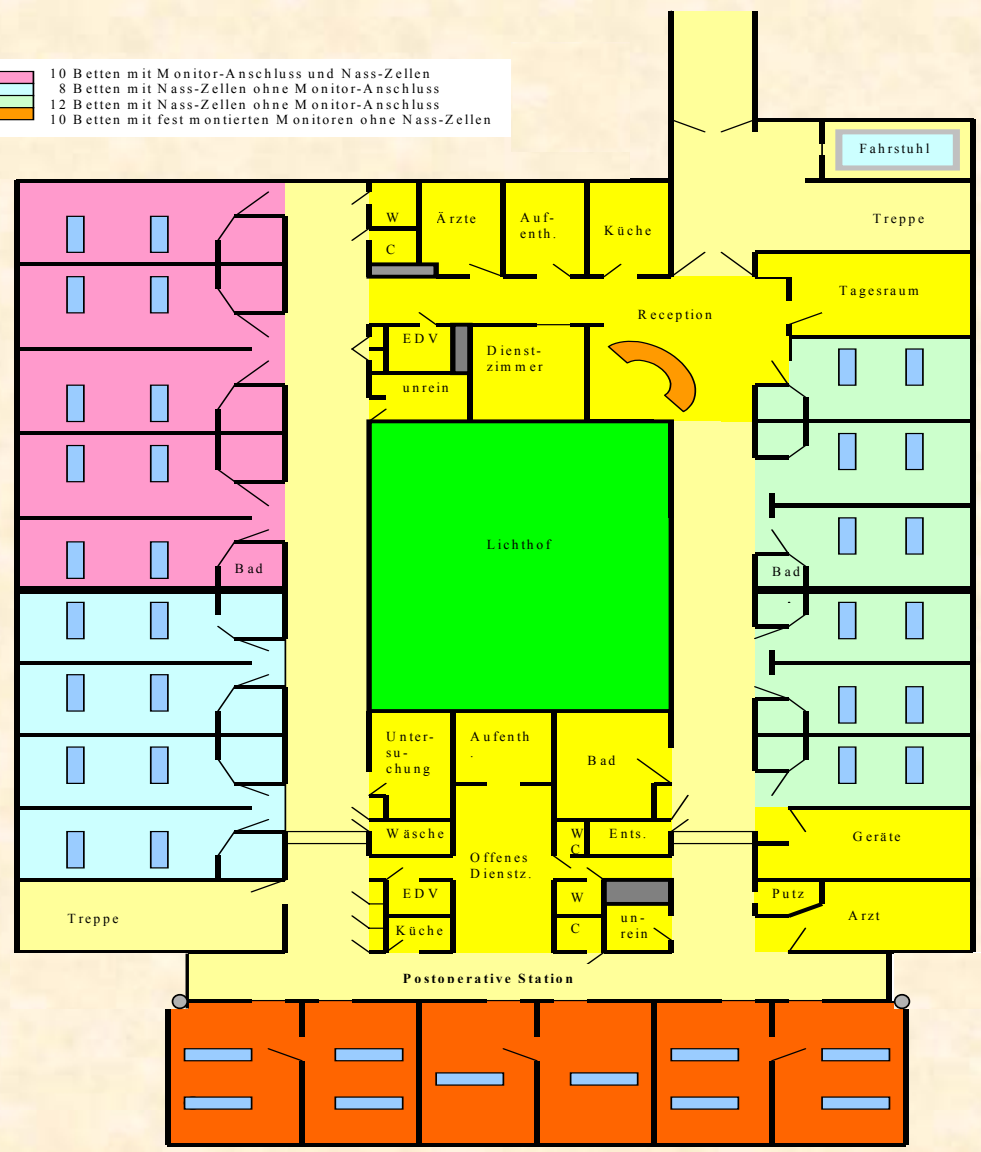 10 Betten mit Monitor-Anschluss und Nass-Zellen
8 Betten mit Nass-Zellen ohne Monitor-Anschluss
12 Betten mit Nass-Zellen ohne Monitor-Anschluss
10 Betten mit fest montierten Monitoren ohne Nass-Zellen
Fahrstuhl
Treppe
W
C
Ärzte
Auf-
enth.
Küche
Tagesraum
Reception
EDV
Dienst-
zimmer
unrein
Lichthof
Bad
Bad
Unter-
su-
chung
Aufenth
.
Bad
Wäsche
W
C
Ents.
Geräte
Offenes
Dienstz.
EDV
W
Putz
Treppe
Küche
C
un-
rein
Arzt
Postoperative Station